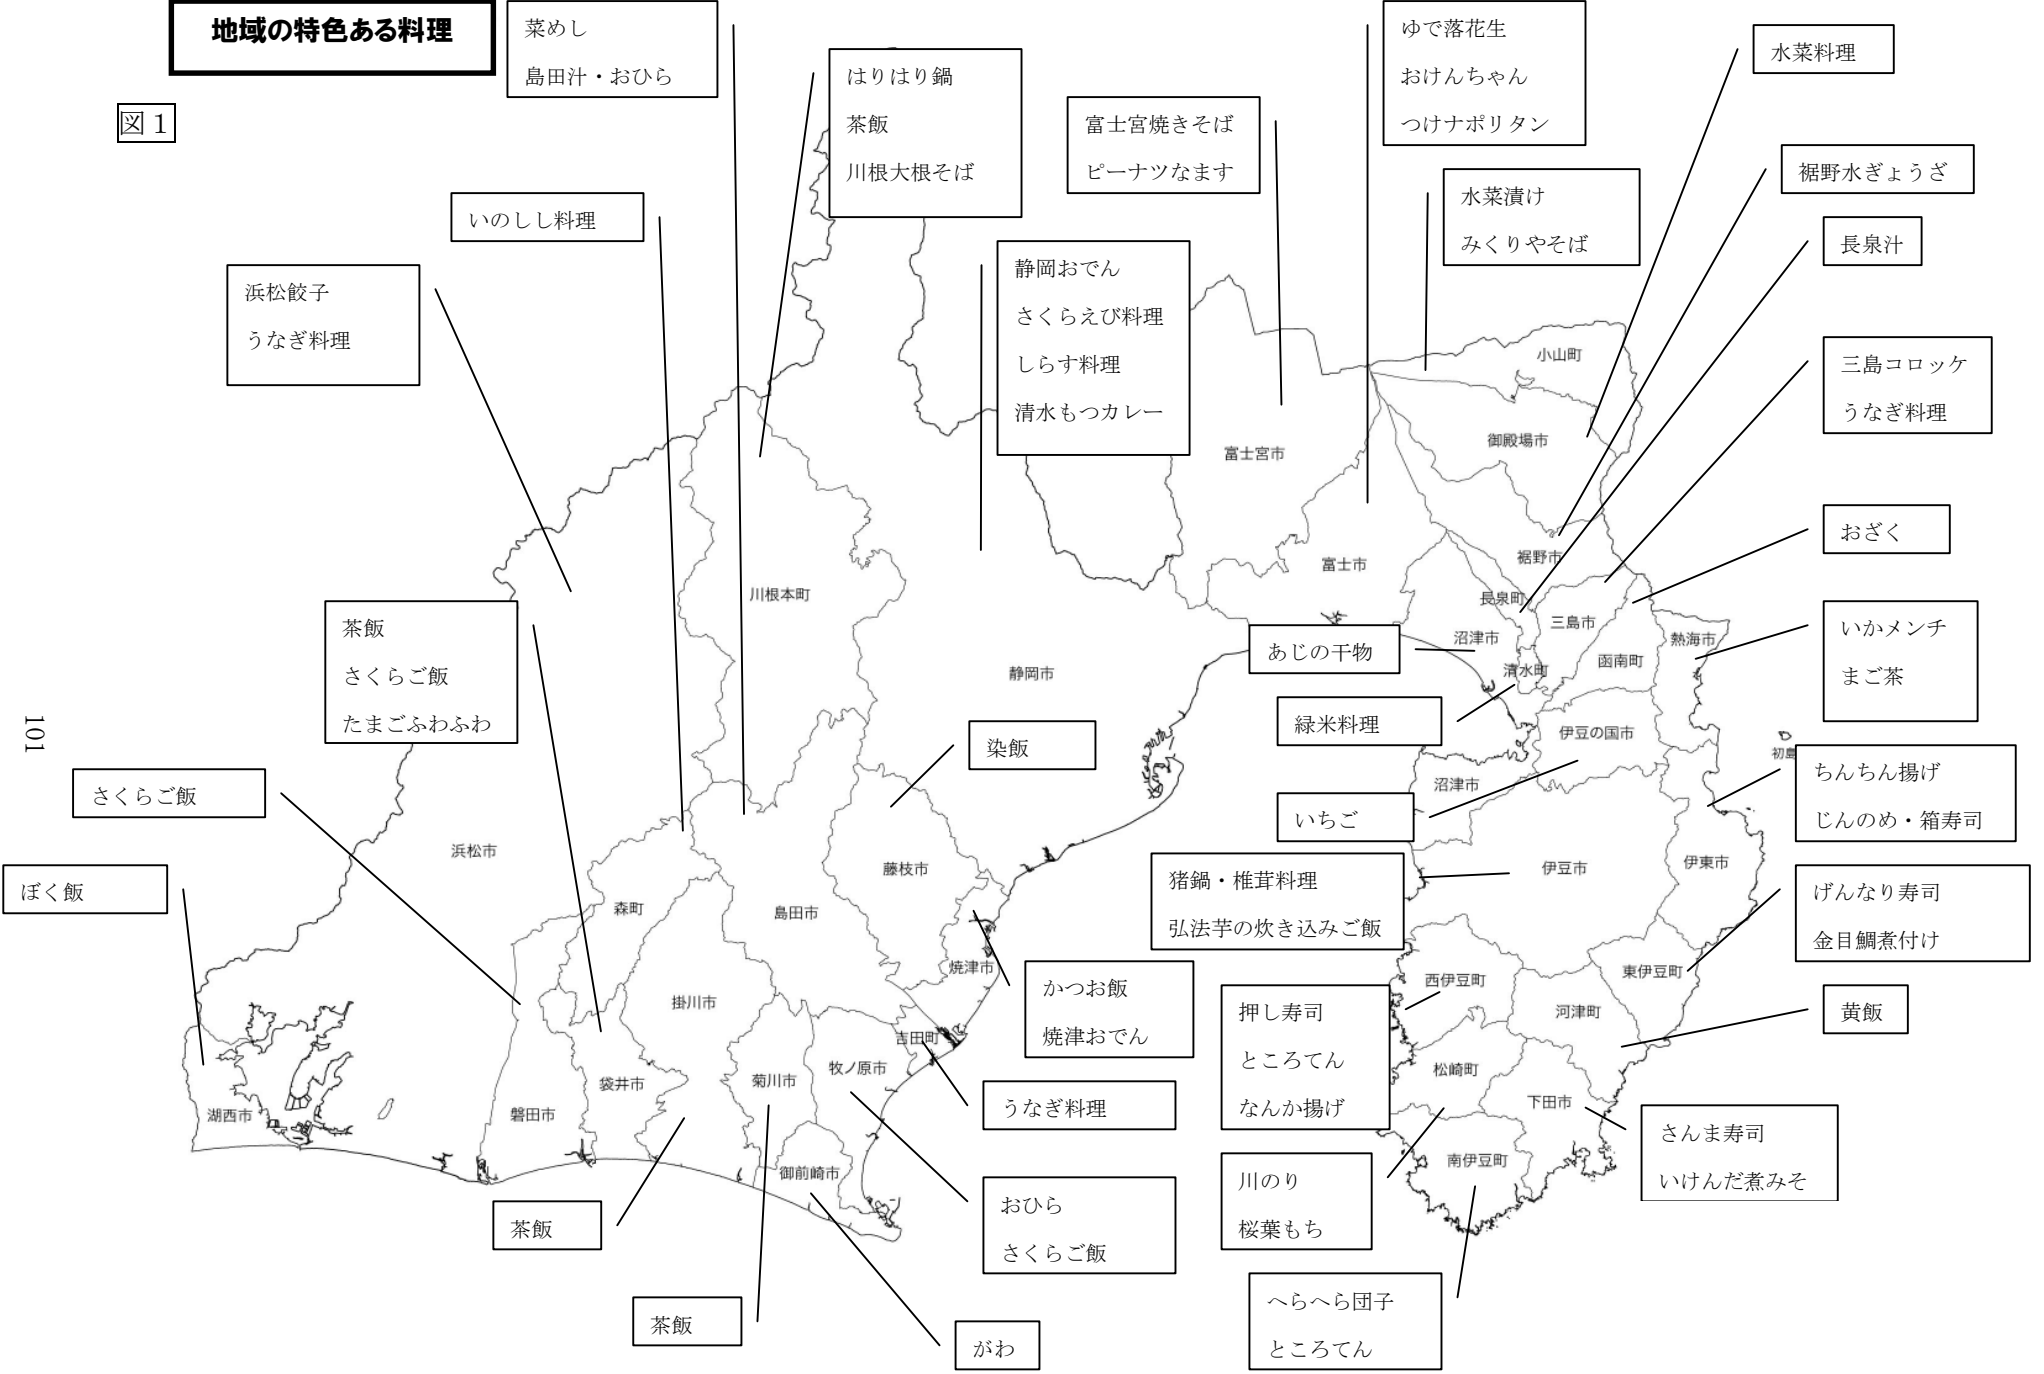 地域の特色ある料理
図1
菜めし
島田汁・おひら
はりはり鍋
茶飯
川根大根そば
富士宮焼きそば
ピーナツなます
ゆで落花生
おけんちゃん
つけナポリタン
水菜料理
裾野水ぎょうざ
水菜漬け
みくりやそば
長泉汁
いのしし料理
静岡おでん
さくらえび料理
しらす料理
清水もつカレー
浜松餃子
うなぎ料理
三島コロッケ
うなぎ料理
おざく
茶飯
さくらご飯
たまごふわふわ
あじの干物
いかメンチ
まご茶
緑米料理
染飯
さくらご飯
いちご
ちんちん揚げ
じんのめ・箱寿司
ぼく飯
猪鍋・椎茸料理
弘法芋の炊き込みご飯
げんなり寿司
金目鯛煮付け
かつお飯
焼津おでん
押し寿司
ところてん
なんか揚げ
黄飯
うなぎ料理
さんま寿司
いけんだ煮みそ
川のり
桜葉もち
おひら
さくらご飯
茶飯
茶飯
がわ
へらへら団子
ところてん
小山町
御殿場市
富士宮市
裾野市
富士市
長泉町
三島市
沼津市
函南町
熱海市
清水町
伊豆の国市
初島
沼津市
伊豆市
伊東市
西伊豆町
東伊豆町
河津町
松崎町
下田市
南伊豆町
川根本町
静岡市
浜松市
藤枝市
森町
島田市
焼津市
掛川市
吉田町
牧ノ原市
菊川市
袋井市
磐田市
湖西市
御前崎市
101